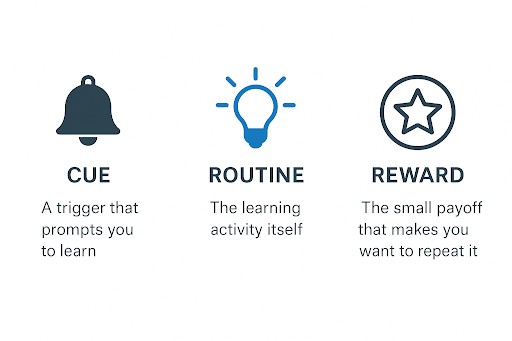 CUE
A trigger that
prompts you
to learn
ROUTINE
The learning
activity itself
REWARD
The small payoff
that makes you
want to repeat it